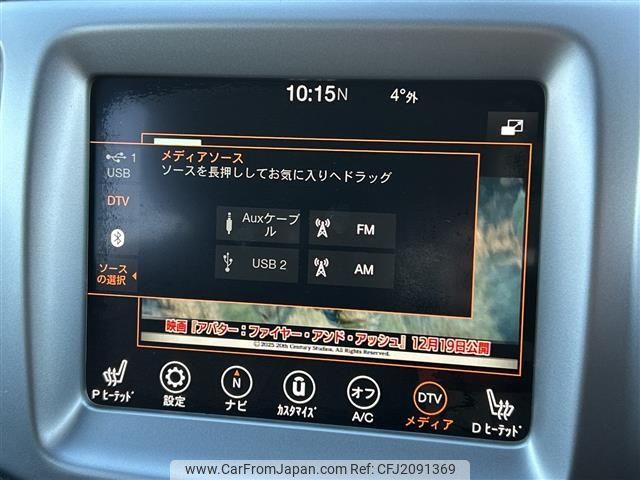 10:15N
4°外
メディアソース
ソースを長押ししてお気に入りへドラッグ
1
USB
DTV
ソース
の選択
Auxケーブ
ル
FM
USB 2
AM
映画『アバター:ファイヤー・アンド・アッシュ』12月19日公開
© 2025 20th Century Studios. All Rights Reserved.
N
û
オフ
DTV
P ヒーテッド
設定
ナビ
カスタマイズ
A/C
メディア
D ヒーテッド
CarFromJapan
© CAR FROM JAPAN - CFJ2091369